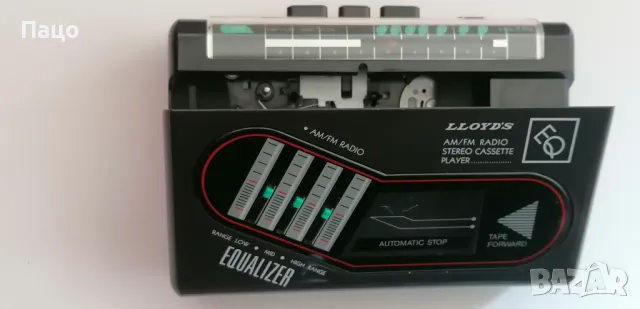 Пацо
LLOYD'S
EQ
AM/FM RADIO
STEREO CASSETTE
PLAYER
• AM/FM RADIO
AUTOMATIC STOP
TAPE
FORWARD
RANGE LOW • MID • HIGH RANGE
EQUALIZER
BAZAR